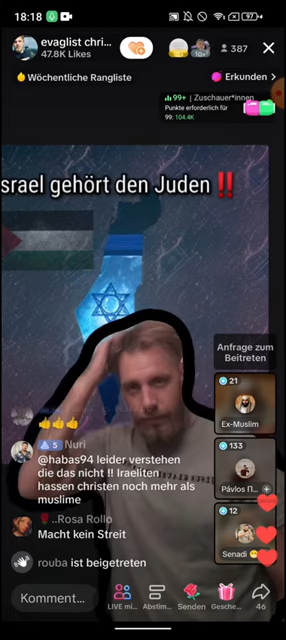 18:18
97
evaglist chri...
47.8K Likes
10+
387
Wöchentliche Rangliste
Erkunden
99+ | Zuschauer*innen
Punkte erforderlich für
99: 104.4K
srael gehört den Juden ‼️
Anfrage zum
Beitreten
21
Ex-Muslim
133
Pávlos Π...
12
Senadi
👍👍👍
5 Nuri
@habas94 leider verstehen
die das nicht !! Iraeliten
hassen christen noch mehr als
muslime
🌹..Rosa Rollo
Macht kein Streit
rouba ist beigetreten
Komment...
LIVE mi...
Abstim...
Senden
Gesche...
46